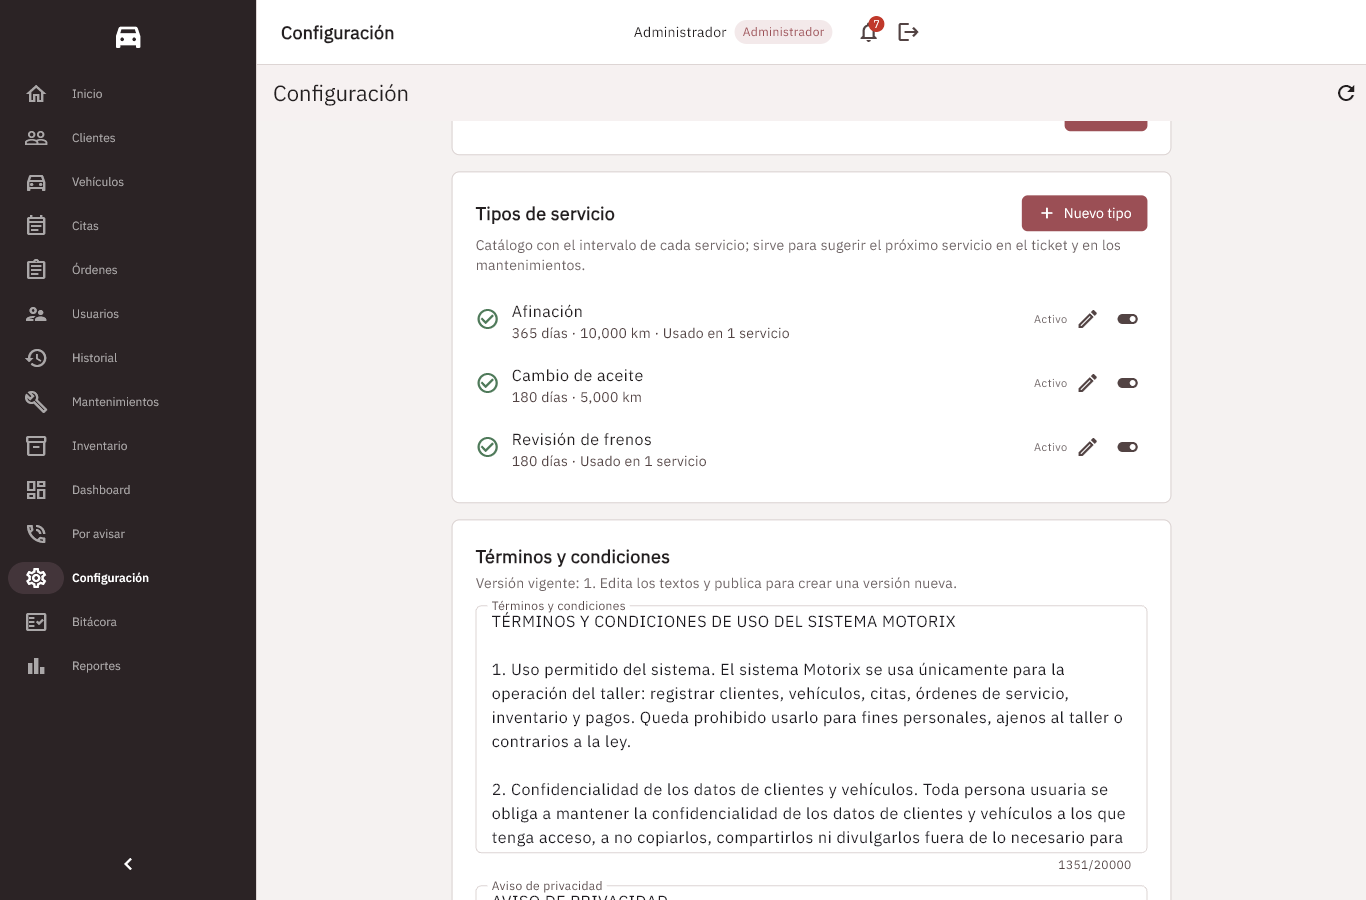 Configuración
Administrador
Administrador
7
Configuración
Inicio
Clientes
Vehículos
Citas
Órdenes
Usuarios
Historial
Mantenimientos
Inventario
Dashboard
Por avisar
Configuración
Bitácora
Reportes
Tipos de servicio
Nuevo tipo
Catálogo con el intervalo de cada servicio; sirve para sugerir el próximo servicio en el ticket y en los
mantenimientos.
Afinación
365 días · 10,000 km · Usado en 1 servicio
Activo
Cambio de aceite
180 días · 5,000 km
Activo
Revisión de frenos
180 días · Usado en 1 servicio
Activo
Términos y condiciones
Versión vigente: 1. Edita los textos y publica para crear una versión nueva.
Términos y condiciones
TÉRMINOS Y CONDICIONES DE USO DEL SISTEMA MOTORIX
1. Uso permitido del sistema. El sistema Motorix se usa únicamente para la
operación del taller: registrar clientes, vehículos, citas, órdenes de servicio,
inventario y pagos. Queda prohibido usarlo para fines personales, ajenos al taller o
contrarios a la ley.
2. Confidencialidad de los datos de clientes y vehículos. Toda persona usuaria se
obliga a mantener la confidencialidad de los datos de clientes y vehículos a los que
tenga acceso, a no copiarlos, compartirlos ni divulgarlos fuera de lo necesario para
1351/20000
Aviso de privacidad
AVISO DE PRIVACIDAD